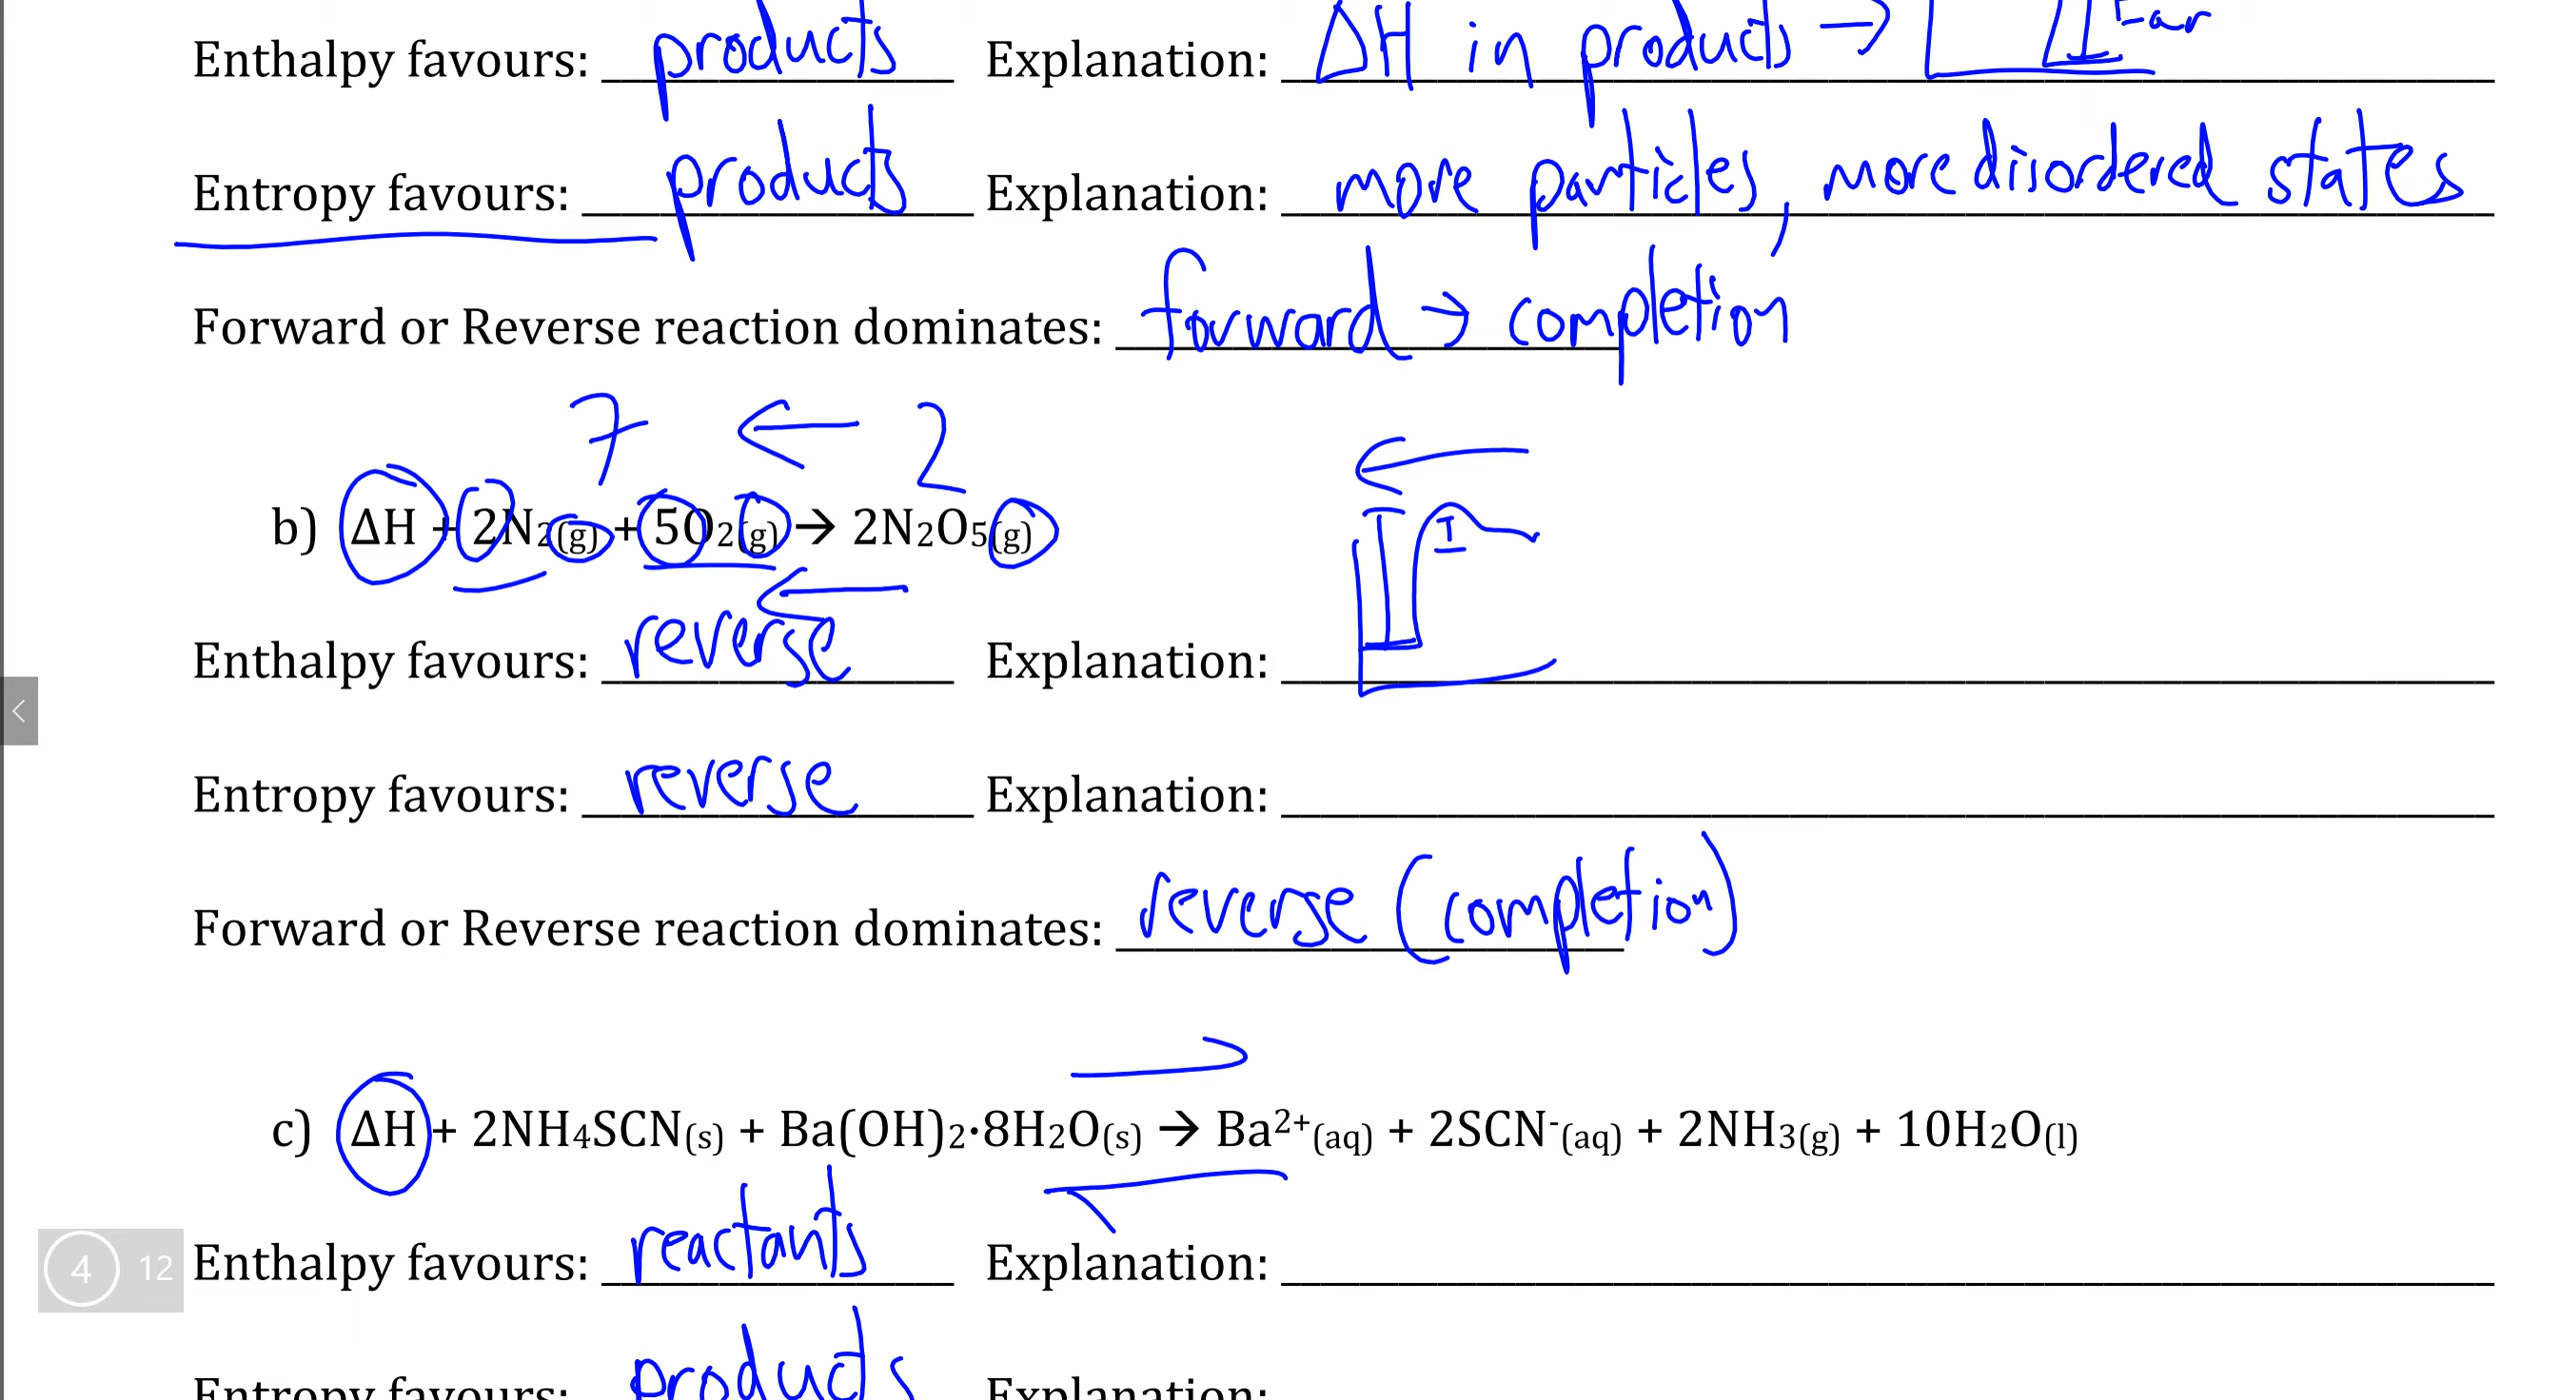 Enthalpy favours: products Explanation: ΔH in products →
Entropy favours: products Explanation: more particles, more disordered states
Forward or Reverse reaction dominates: forward → completion
7 ← 2
b) ΔH + 2N2(g) + 5O2(g) → 2N2O5(g)
Enthalpy favours: reverse Explanation:
Entropy favours: reverse Explanation:
Forward or Reverse reaction dominates: reverse (completion)
c) ΔH + 2NH4SCN(s) + Ba(OH)2·8H2O(s) → Ba2+(aq) + 2SCN-(aq) + 2NH3(g) + 10H2O(l)
4 12 Enthalpy favours: reactants Explanation:
Entropy favours: products Explanation: